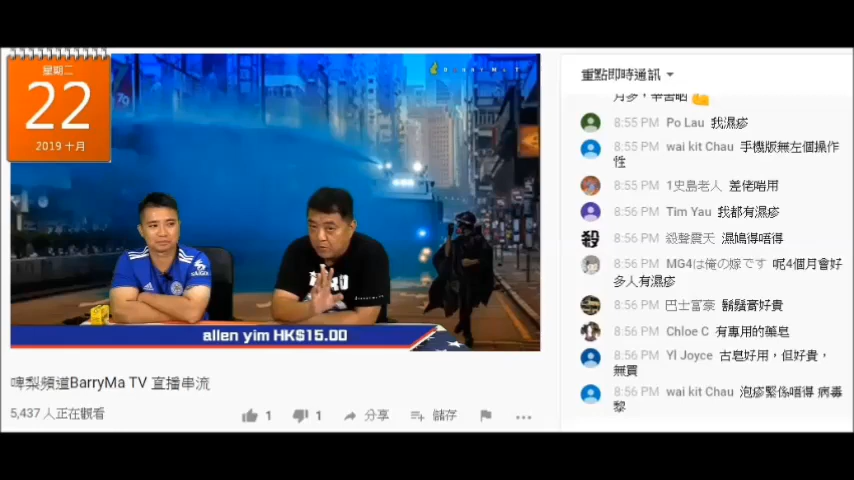 星期二
22
2019 十月
BarryMaT
allen yim HK$15.00
啤梨頻道BarryMa TV 直播串流
5,437 人正在觀看
1
1
分享
儲存
重點即時通訊
8:55 PM Po Lau 我濕疹
8:55 PM wai kit Chau 手機版無左個操作
性
8:55 PM 1史島老人 差佬啱用
8:56 PM Tim Yau 我都有濕疹
8:56 PM 殺聲震天 濕鳩得唔得
8:56 PM MG4は俺の嫁です 呢4個月會好
多人有濕疹
8:56 PM 巴士富豪 鬍鬚膏好貴
8:56 PM Chloe C 有專用的藥皂
8:56 PM Yl Joyce 古皂好用，但好貴，
無買
8:56 PM wai kit Chau 泡疹緊係唔得 病毒
黎